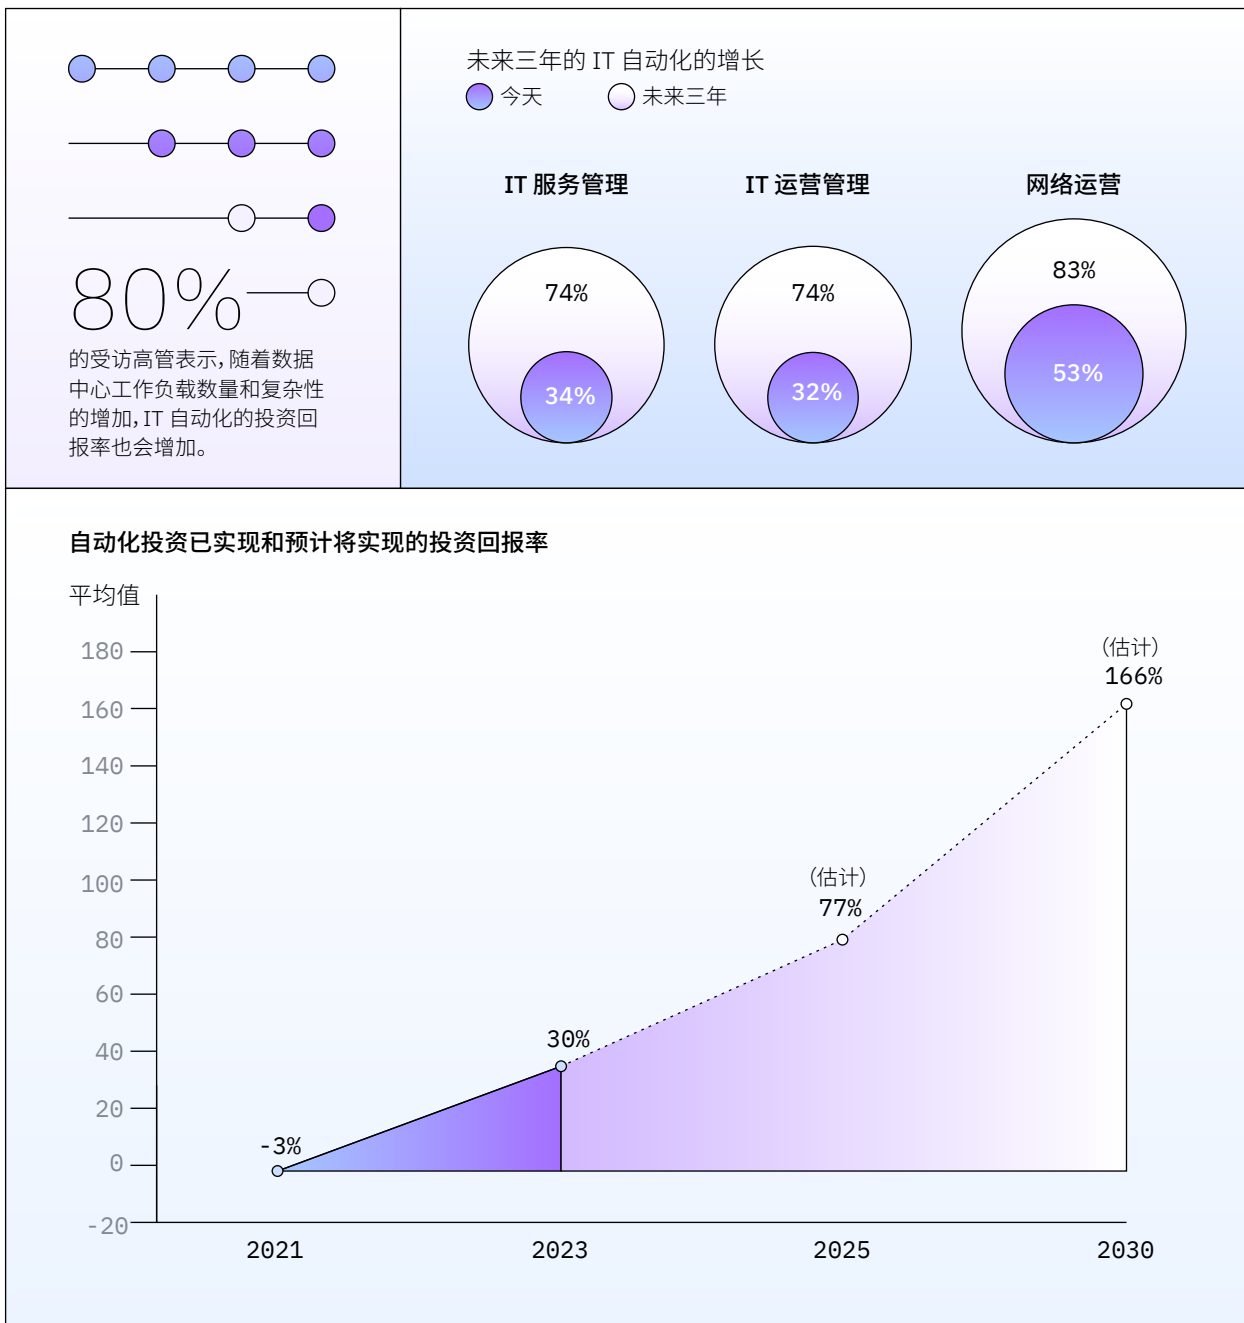 80%
的受访高管表示，随着数据
中心工作负载数量和复杂性
的增加，IT 自动化的投资回
报率也会增加。
未来三年的 IT 自动化的增长
今天
未来三年
IT 服务管理
74%
34%
IT 运营管理
74%
32%
网络运营
83%
53%
自动化投资已实现和预计将实现的投资回报率
平均值
180
160
140
120
100
80
60
40
20
0
-20
-3%
30%
（估计）
77%
（估计）
166%
2021
2023
2025
2030